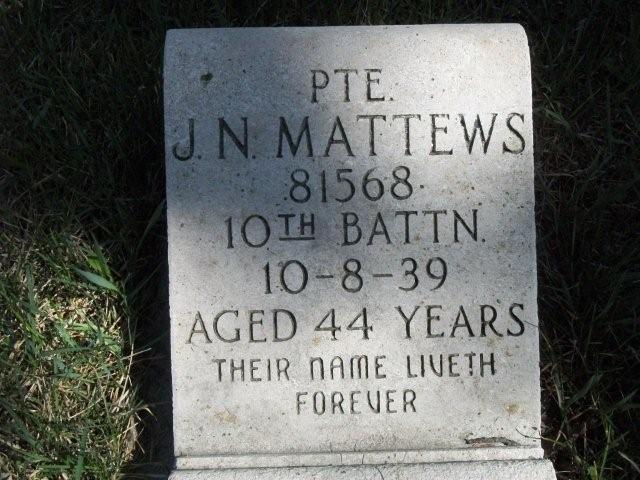 PTE.
J. N. MATTEWS
81568
10TH BATTN.
10-8-39
AGED 44 YEARS
THEIR NAME LIVETH
FOREVER